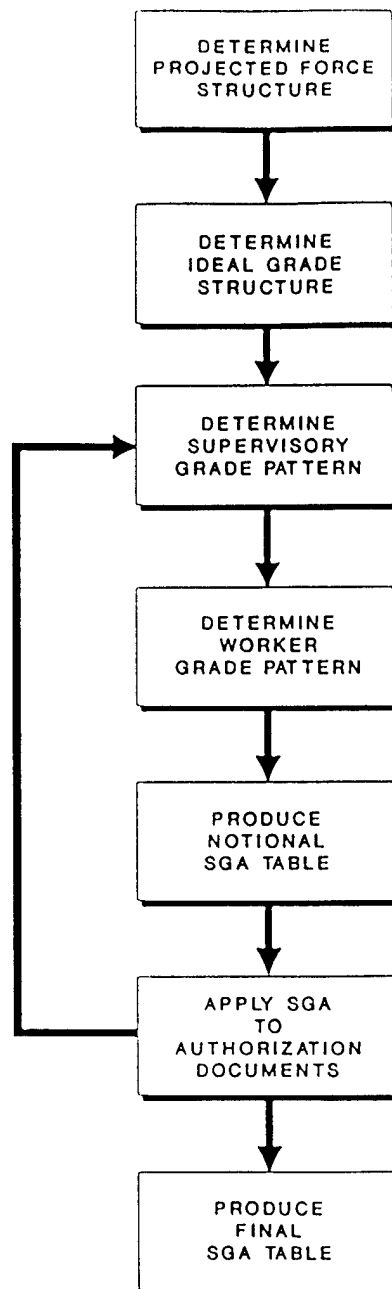 DETERMINE
PROJECTED FORCE
STRUCTURE
DETERMINE
IDEAL GRADE
STRUCTURE
DETERMINE
SUPERVISORY
GRADE PATTERN
DETERMINE
WORKER
GRADE PATTERN
PRODUCE
NOTIONAL
SGA TABLE
APPLY SGA
TO
AUTHORIZATION
DOCUMENTS
PRODUCE
FINAL
SGA TABLE